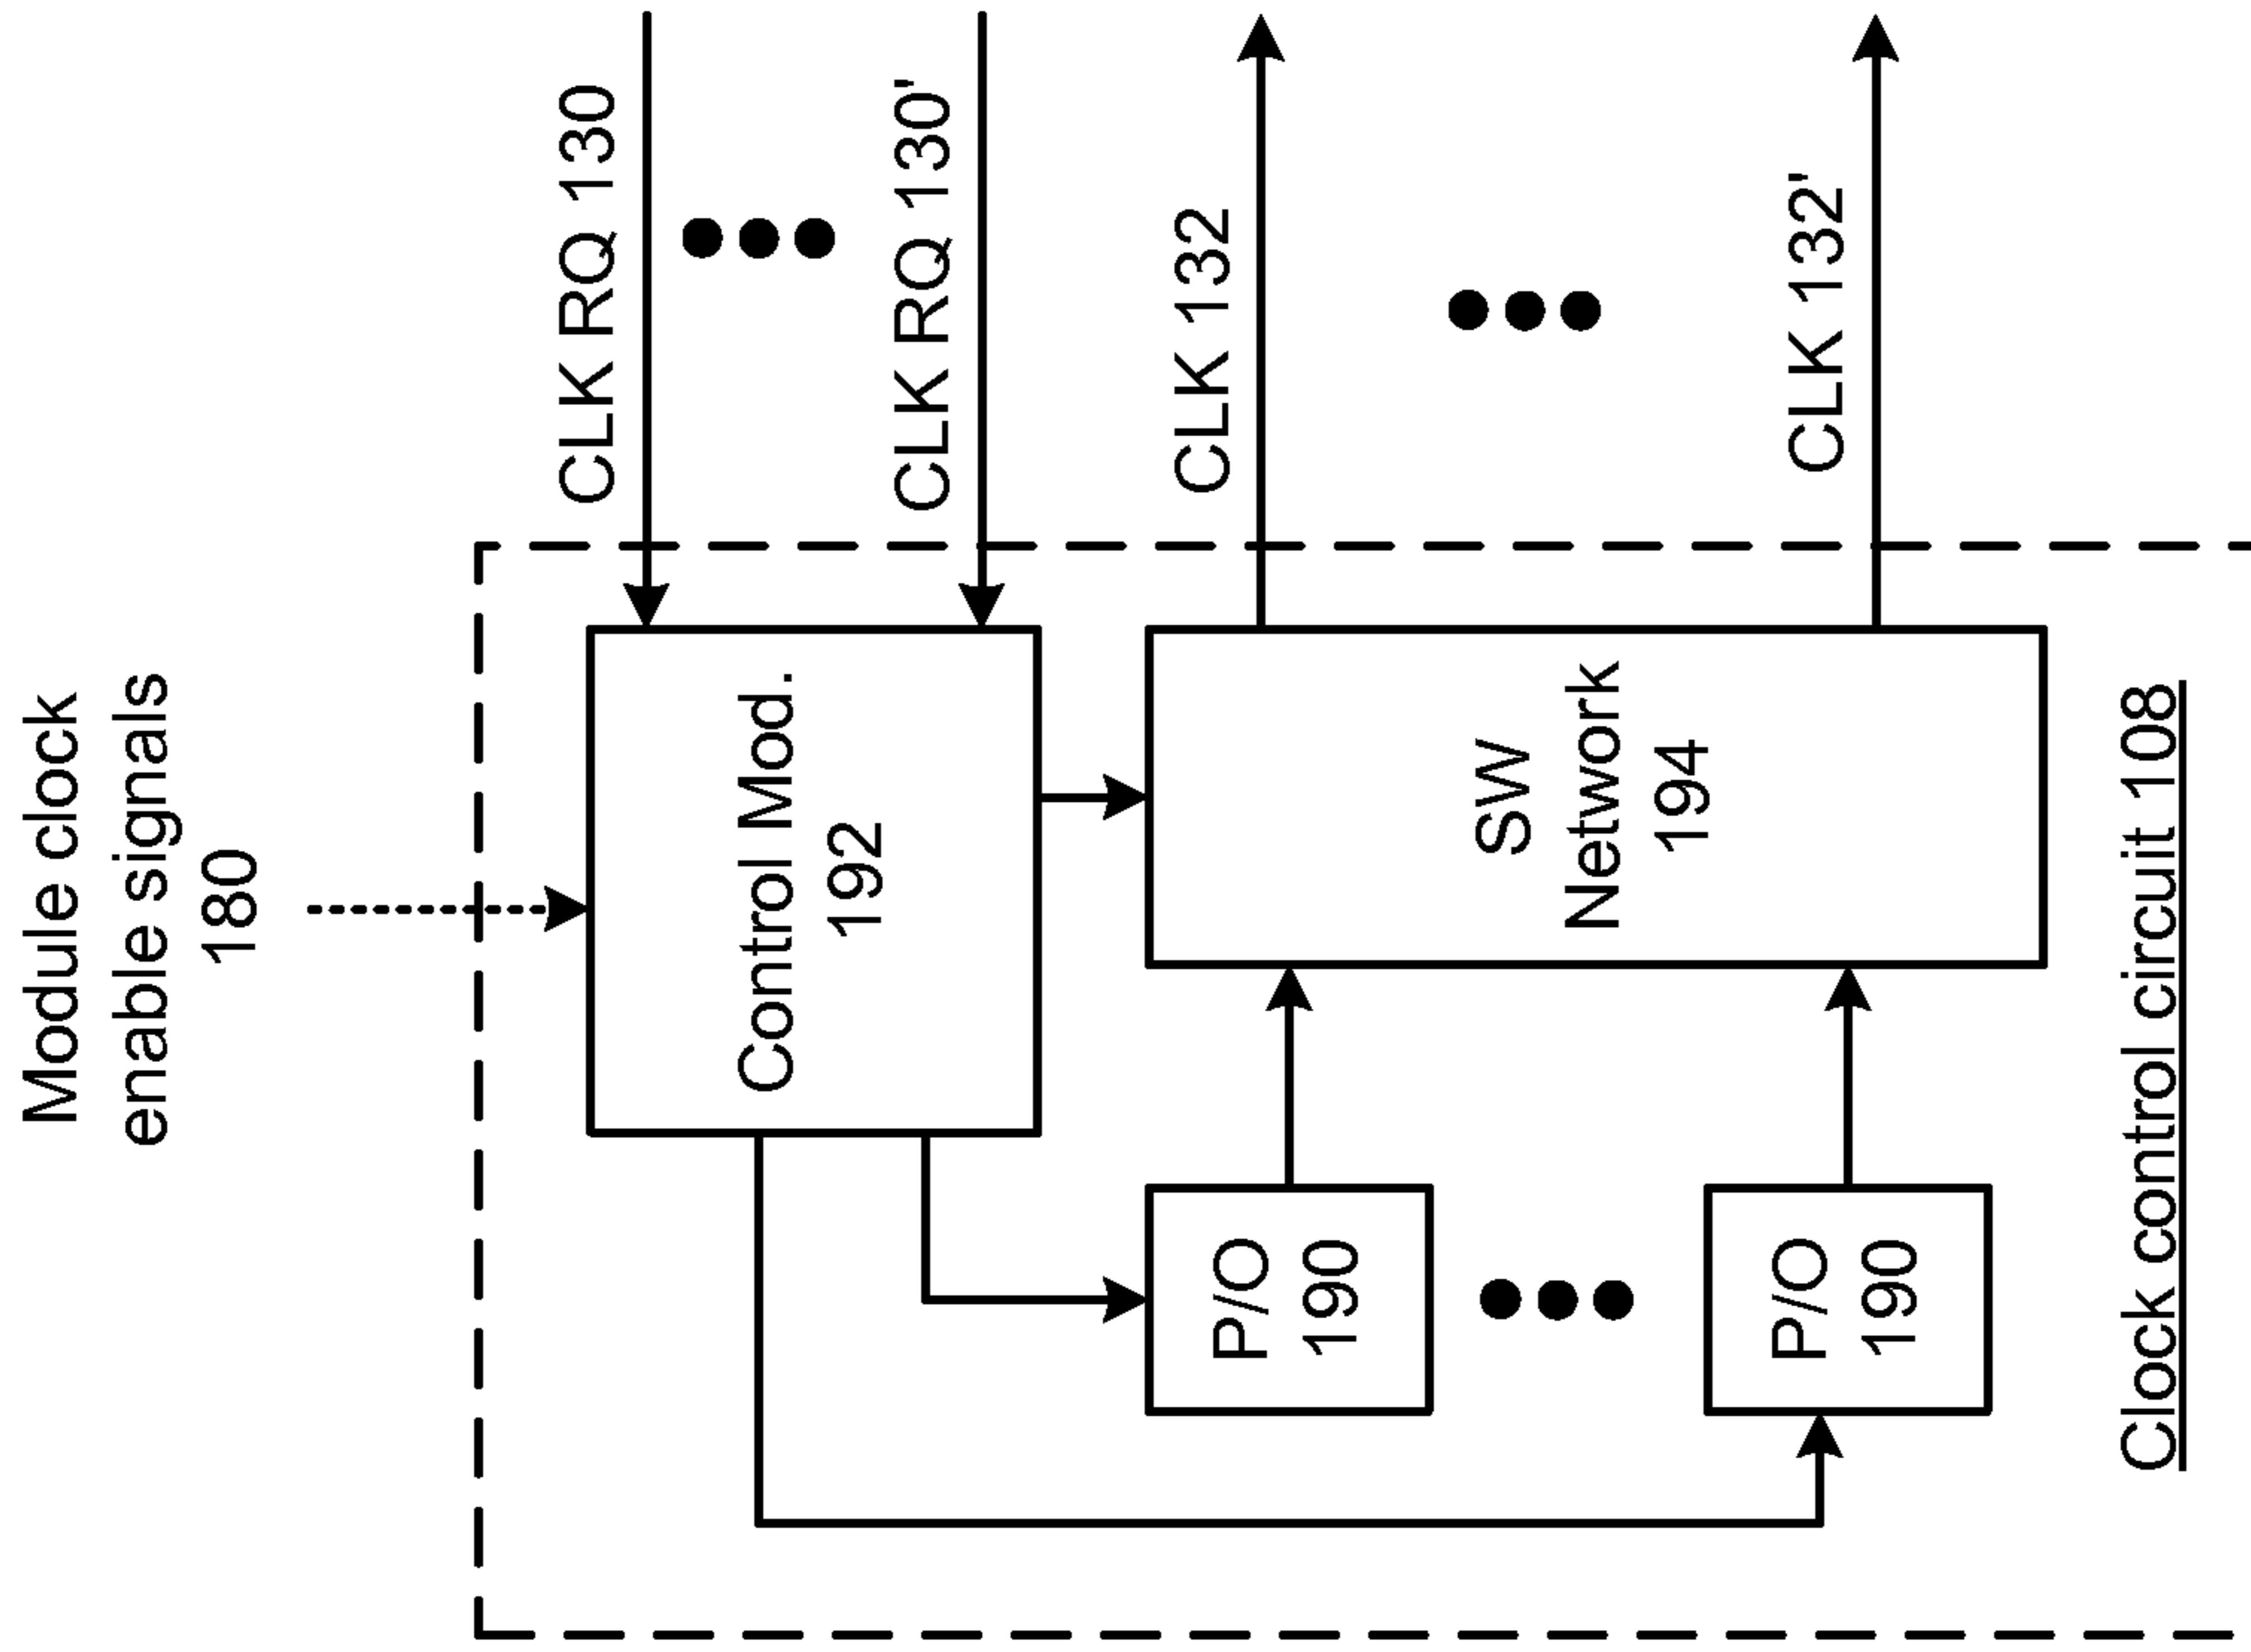 Module clock
enable signals
180
CLK RQ 130
CLK RQ 130'
Control Mod.
192
CLK 132
CLK 132'
SW
Network
194
P/O
190
P/O
190
Clock control circuit 108